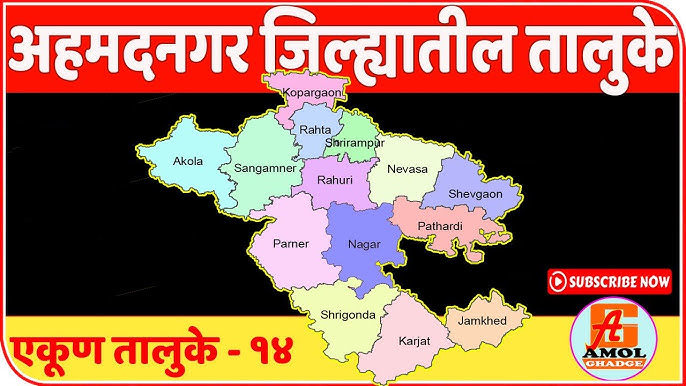 अहमदनगर जिल्ह्यातील तालुके
Kopargaon
Rahta
Shrirampur
Akola
Sangamner
Nevasa
Rahuri
Shevgaon
Pathardi
Parner
Nagar
SUBSCRIBE NOW
Shrigonda
Jamkhed
Karjat
एकूण तालुके - १४
AG
AMOL
GHADGE